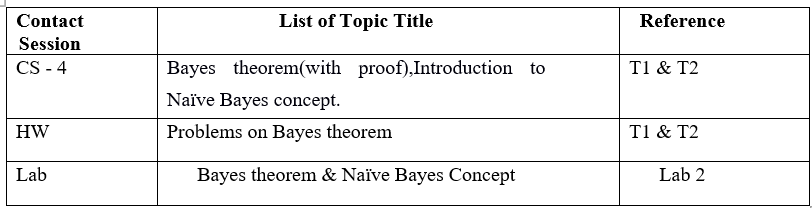 Contact Session List of Topic Title Reference
CS - 4 Bayes theorem(with proof),Introduction to T1 & T2
Naïve Bayes concept.
HW Problems on Bayes theorem T1 & T2
Lab Bayes theorem & Naïve Bayes Concept Lab 2